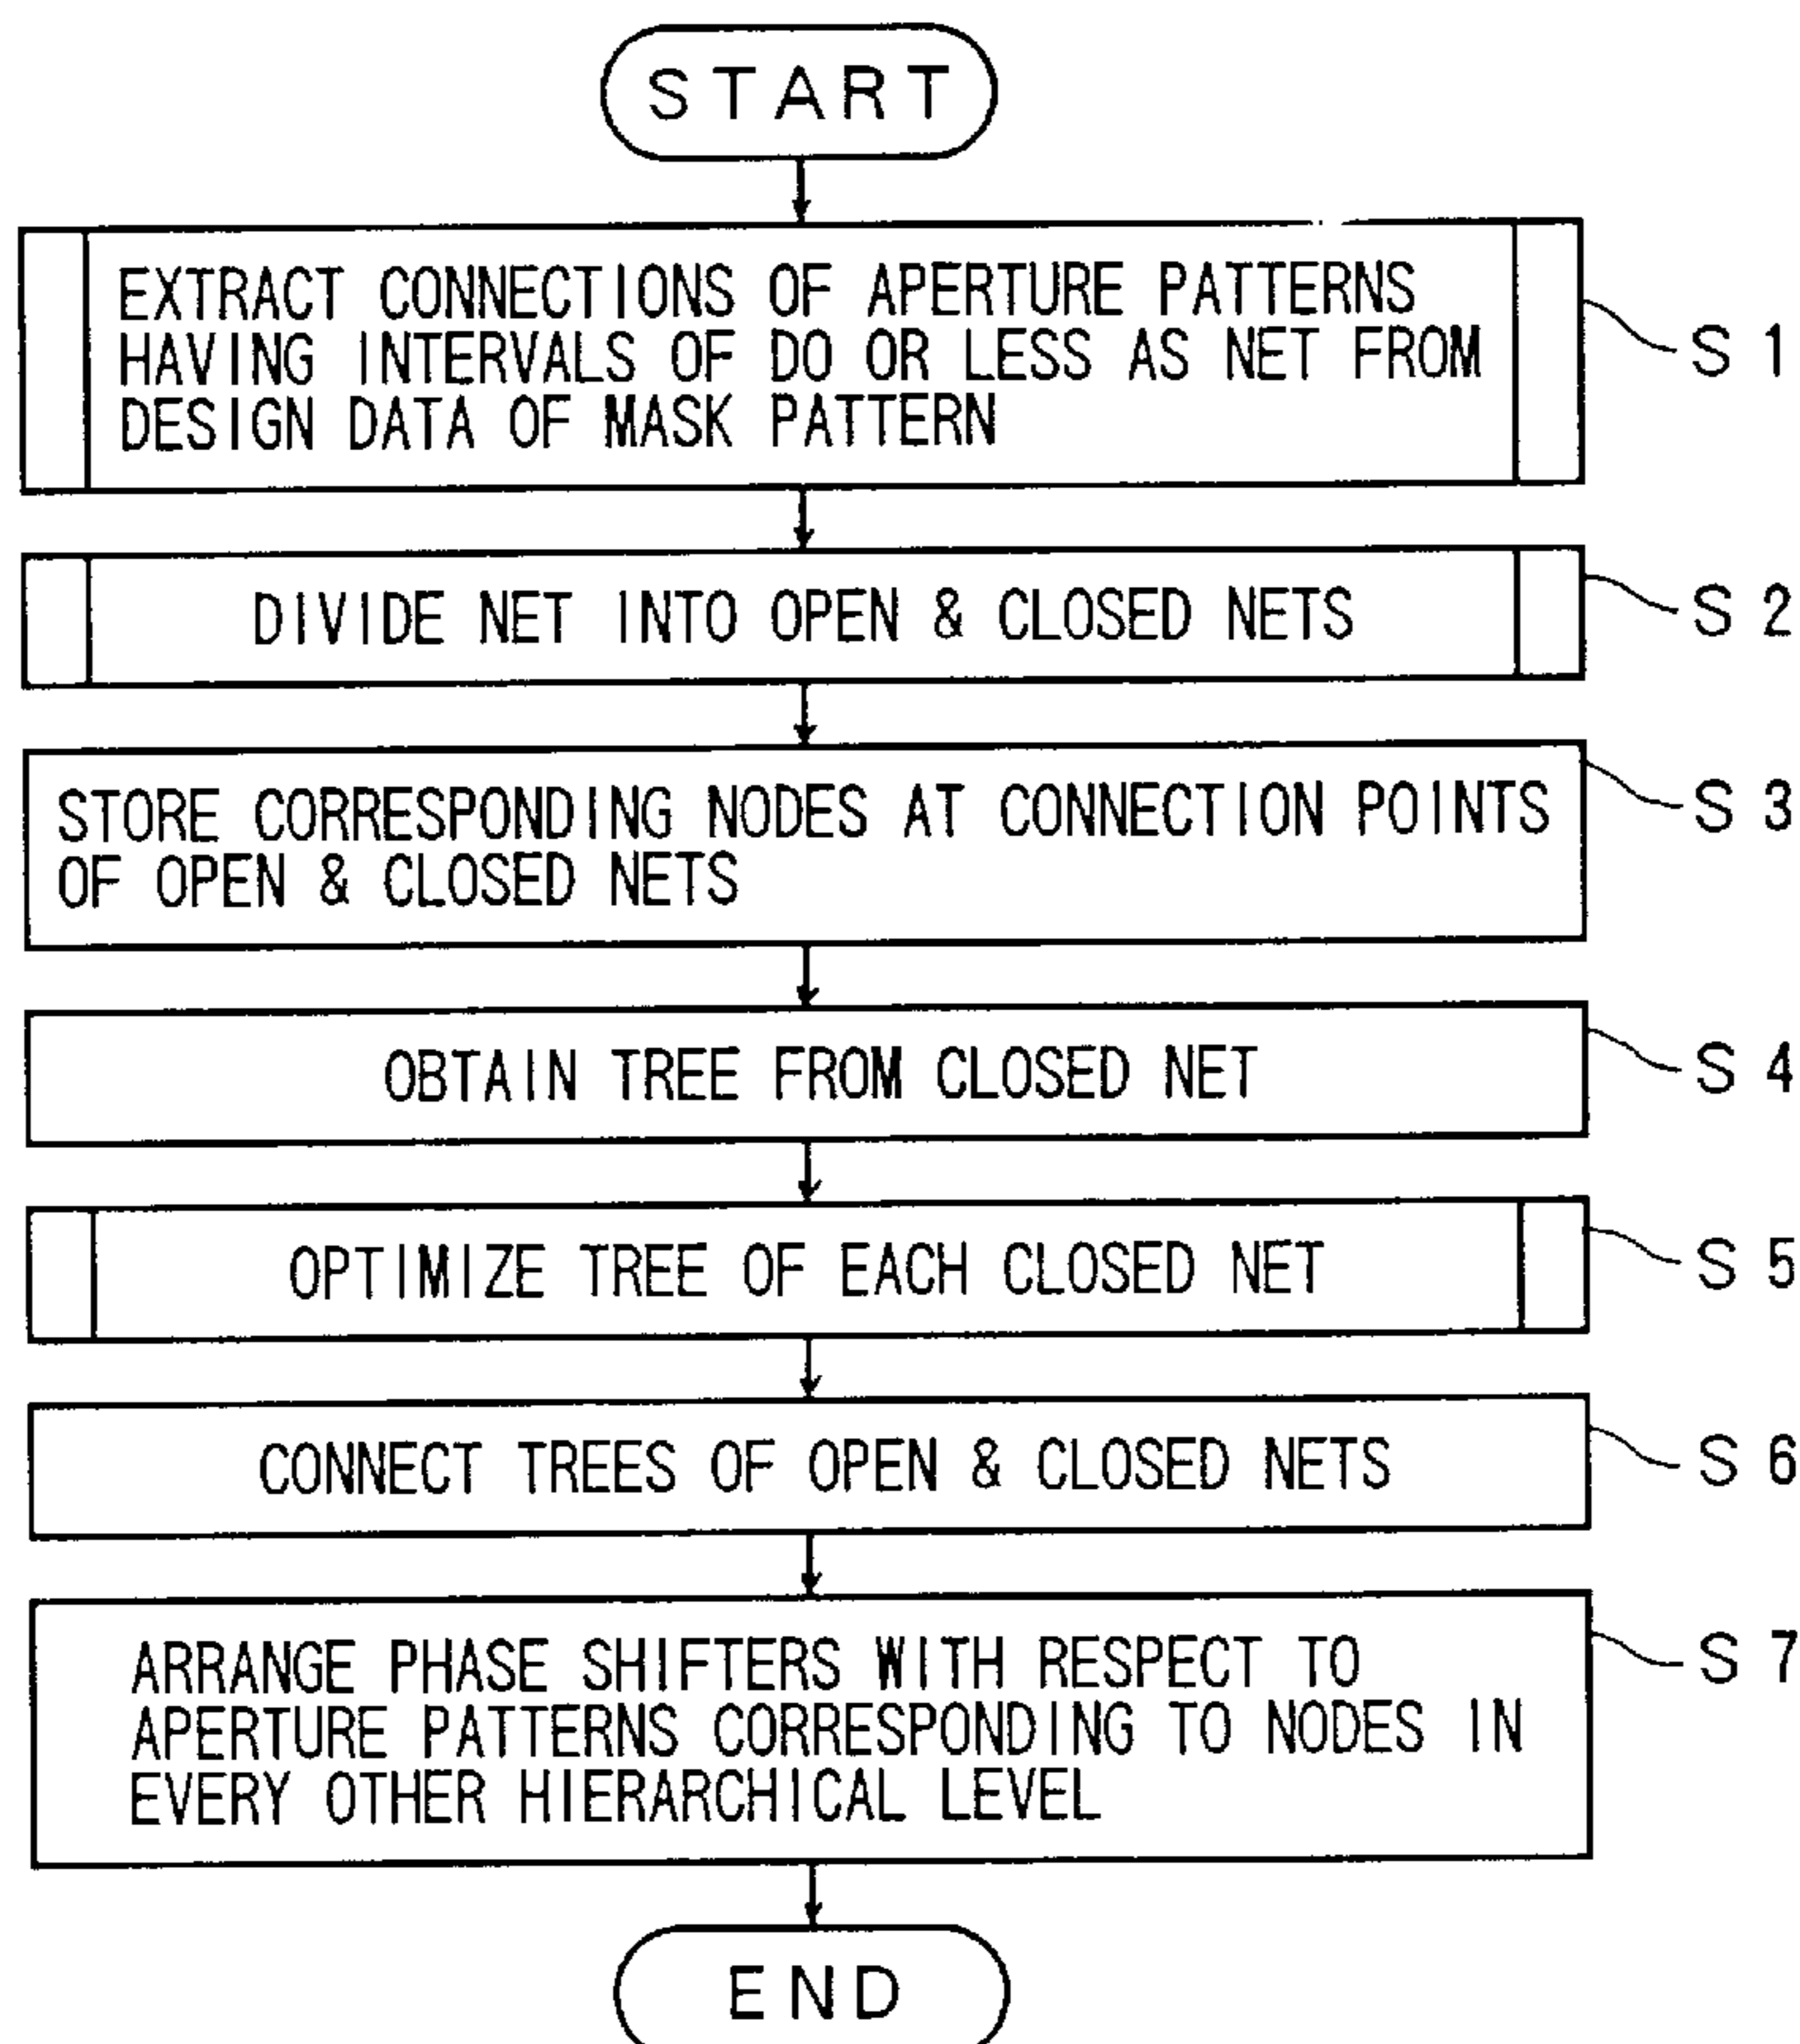 START
EXTRACT CONNECTIONS OF APERTURE PATTERNS
HAVING INTERVALS OF DO OR LESS AS NET FROM
DESIGN DATA OF MASK PATTERN
S 1
DIVIDE NET INTO OPEN & CLOSED NETS
S 2
STORE CORRESPONDING NODES AT CONNECTION POINTS
OF OPEN & CLOSED NETS
S 3
OBTAIN TREE FROM CLOSED NET
S 4
OPTIMIZE TREE OF EACH CLOSED NET
S 5
CONNECT TREES OF OPEN & CLOSED NETS
S 6
ARRANGE PHASE SHIFTERS WITH RESPECT TO
APERTURE PATTERNS CORRESPONDING TO NODES IN
EVERY OTHER HIERARCHICAL LEVEL
S 7
END